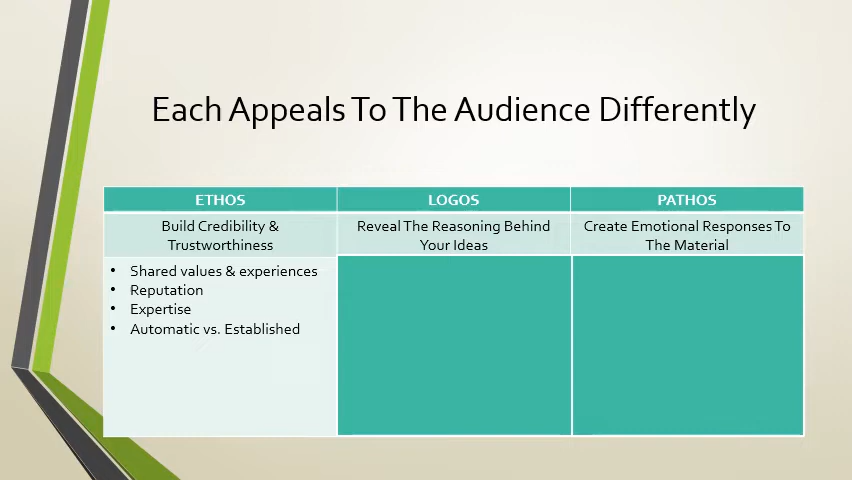 Each Appeals To The Audience Differently
ETHOS
LOGOS
PATHOS
Build Credibility &
Trustworthiness
Reveal The Reasoning Behind
Your Ideas
Create Emotional Responses To
The Material
• Shared values & experiences
• Reputation
• Expertise
• Automatic vs. Established